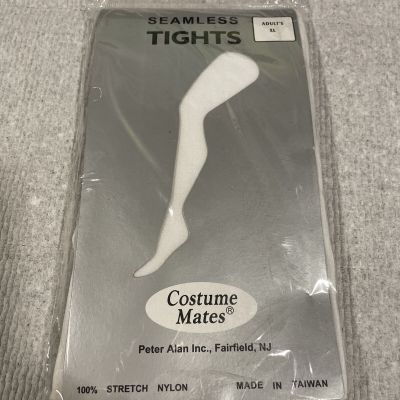 SEAMLESS
TIGHTS
ADULT'S
XL
Costume
Mates®
Peter Alan Inc., Fairfield, NJ
100% STRETCH NYLON MADE IN TAIWAN